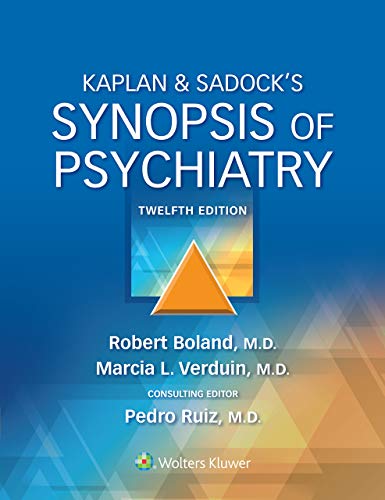 KAPLAN & SADOCK'S
SYNOPSIS OF
PSYCHIATRY
TWELFTH EDITION
Robert Boland, M.D.
Marcia L. Verduin, M.D.
CONSULTING EDITOR
Pedro Ruiz, M.D.
Wolters Kluwer